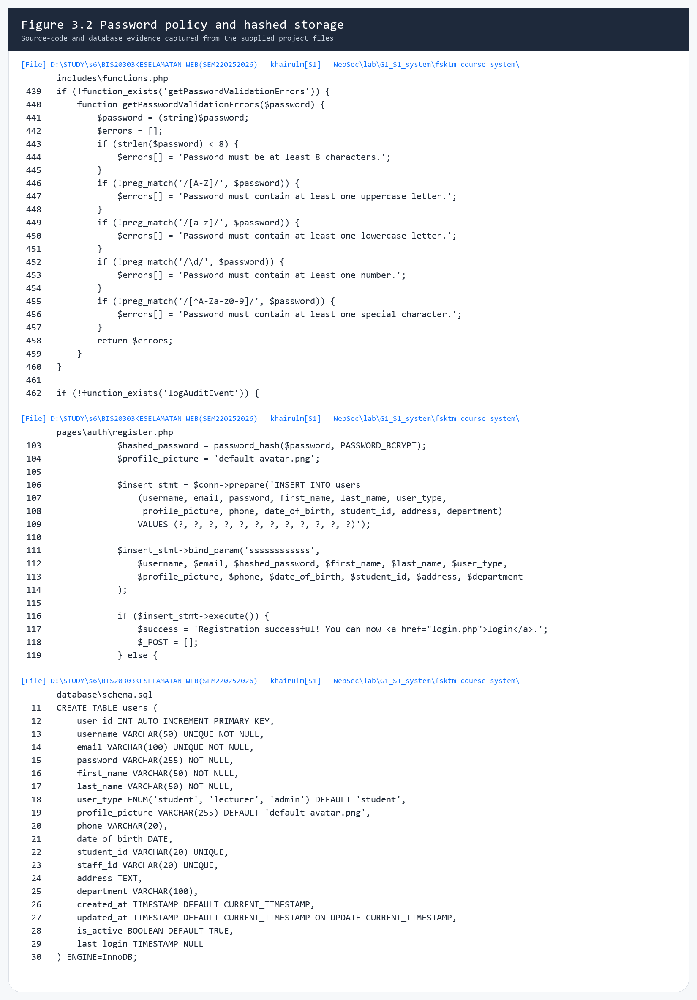 Figure 3.2 Password policy and hashed storage
Source-code and database evidence captured from the supplied project files
[File] D:\STUDY\s6\BIS20303KESELAMATAN WEB(SEM220252026) - khairulm[S1] - WebSec\lab\G1_S1_system\fsktm-course-system\
includes\functions.php
439 | if (!function_exists('getPasswordValidationErrors')) {
440 |     function getPasswordValidationErrors($password) {
441 |         $password = (string)$password;
442 |         $errors = [];
443 |         if (strlen($password) < 8) {
444 |             $errors[] = 'Password must be at least 8 characters.';
445 |         }
446 |         if (!preg_match('/[A-Z]/', $password)) {
447 |             $errors[] = 'Password must contain at least one uppercase letter.';
448 |         }
449 |         if (!preg_match('/[a-z]/', $password)) {
450 |             $errors[] = 'Password must contain at least one lowercase letter.';
451 |         }
452 |         if (!preg_match('/\d/', $password)) {
453 |             $errors[] = 'Password must contain at least one number.';
454 |         }
455 |         if (!preg_match('/[^A-Za-z0-9]/', $password)) {
456 |             $errors[] = 'Password must contain at least one special character.';
457 |         }
458 |         return $errors;
459 |     }
460 | }
461 |
462 | if (!function_exists('logAuditEvent')) {
[File] D:\STUDY\s6\BIS20303KESELAMATAN WEB(SEM220252026) - khairulm[S1] - WebSec\lab\G1_S1_system\fsktm-course-system\
pages\auth\register.php
103 |             $hashed_password = password_hash($password, PASSWORD_BCRYPT);
104 |             $profile_picture = 'default-avatar.png';
105 |
106 |             $insert_stmt = $conn->prepare('INSERT INTO users
107 |                 (username, email, password, first_name, last_name, user_type,
108 |                  profile_picture, phone, date_of_birth, student_id, address, department)
109 |                 VALUES (?, ?, ?, ?, ?, ?, ?, ?, ?, ?, ?, ?)');
110 |
111 |             $insert_stmt->bind_param('ssssssssssss',
112 |                 $username, $email, $hashed_password, $first_name, $last_name, $user_type,
113 |                 $profile_picture, $phone, $date_of_birth, $student_id, $address, $department
114 |             );
115 |
116 |             if ($insert_stmt->execute()) {
117 |                 $success = 'Registration successful! You can now <a href="login.php">login</a>.';
118 |                 $_POST = [];
119 |             } else {
[File] D:\STUDY\s6\BIS20303KESELAMATAN WEB(SEM220252026) - khairulm[S1] - WebSec\lab\G1_S1_system\fsktm-course-system\
database\schema.sql
11 | CREATE TABLE users (
12 |     user_id INT AUTO_INCREMENT PRIMARY KEY,
13 |     username VARCHAR(50) UNIQUE NOT NULL,
14 |     email VARCHAR(100) UNIQUE NOT NULL,
15 |     password VARCHAR(255) NOT NULL,
16 |     first_name VARCHAR(50) NOT NULL,
17 |     last_name VARCHAR(50) NOT NULL,
18 |     user_type ENUM('student', 'lecturer', 'admin') DEFAULT 'student',
19 |     profile_picture VARCHAR(255) DEFAULT 'default-avatar.png',
20 |     phone VARCHAR(20),
21 |     date_of_birth DATE,
22 |     student_id VARCHAR(20) UNIQUE,
23 |     staff_id VARCHAR(20) UNIQUE,
24 |     address TEXT,
25 |     department VARCHAR(100),
26 |     created_at TIMESTAMP DEFAULT CURRENT_TIMESTAMP,
27 |     updated_at TIMESTAMP DEFAULT CURRENT_TIMESTAMP ON UPDATE CURRENT_TIMESTAMP,
28 |     is_active BOOLEAN DEFAULT TRUE,
29 |     last_login TIMESTAMP NULL
30 | ) ENGINE=InnoDB;